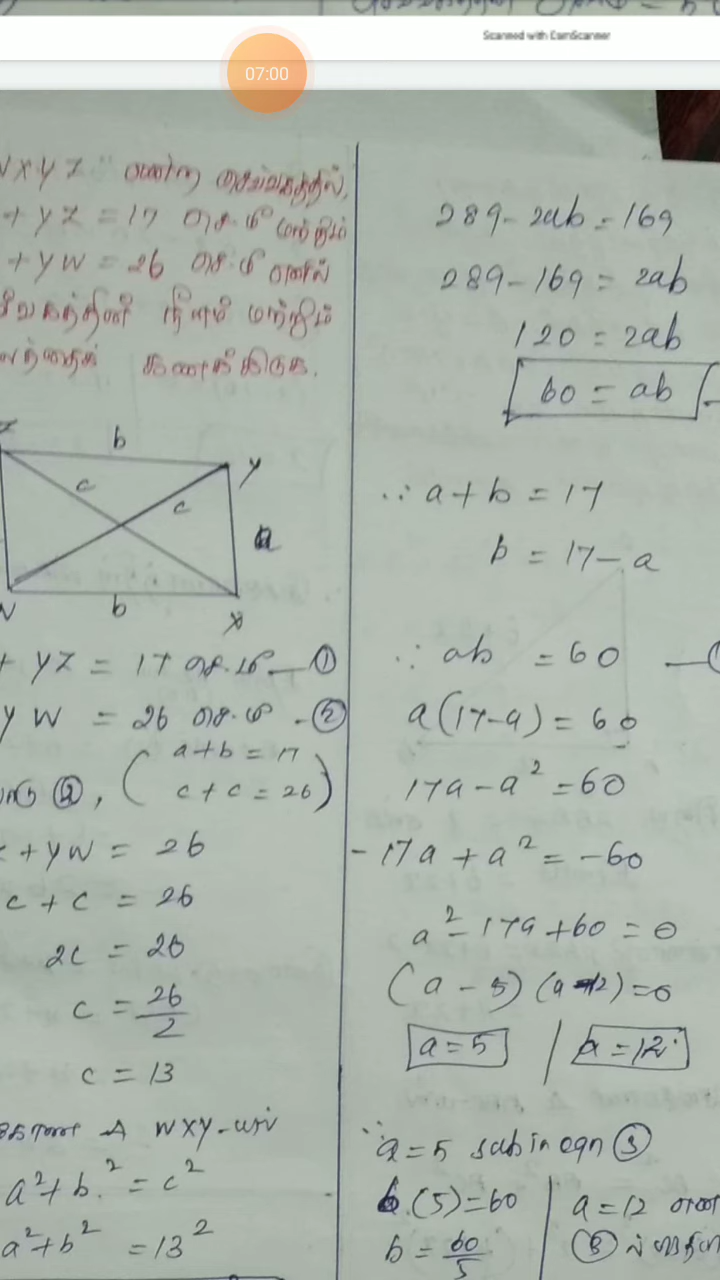 Scanned with CamScanner
07:00
WXYZ என்ற செவ்வகத்தில்,
+ YZ = 17 செ.மீ மற்றும்
+ YW = 26 செ.மீ எனில்
நீளம் மற்றும்
கணக்கிடுக.
b
Y
c
c
a
b
X
+ YZ = 17 செ.மீ — ①
YW = 26 செ.மீ - ②
②, ( a + b = 17
c + c = 26 )
+ YW = 26
c + c = 26
2c = 26
c = 26/2
c = 13
Δ WXY-யில்
a² + b² = c²
a² + b² = 13²
289 - 2ab = 169
289 - 169 = 2ab
120 = 2ab
60 = ab
∴ a + b = 17
b = 17 - a
∴ ab = 60
a(17-a) = 60
17a - a² = 60
-17a + a² = -60
a² - 17a + 60 = 0
(a - 5) (a - 12) = 0
a = 5 / a = 12
∴ a = 5 sub in eqn ③
b.(5) = 60
b = 60/5
a = 12
③ ல்